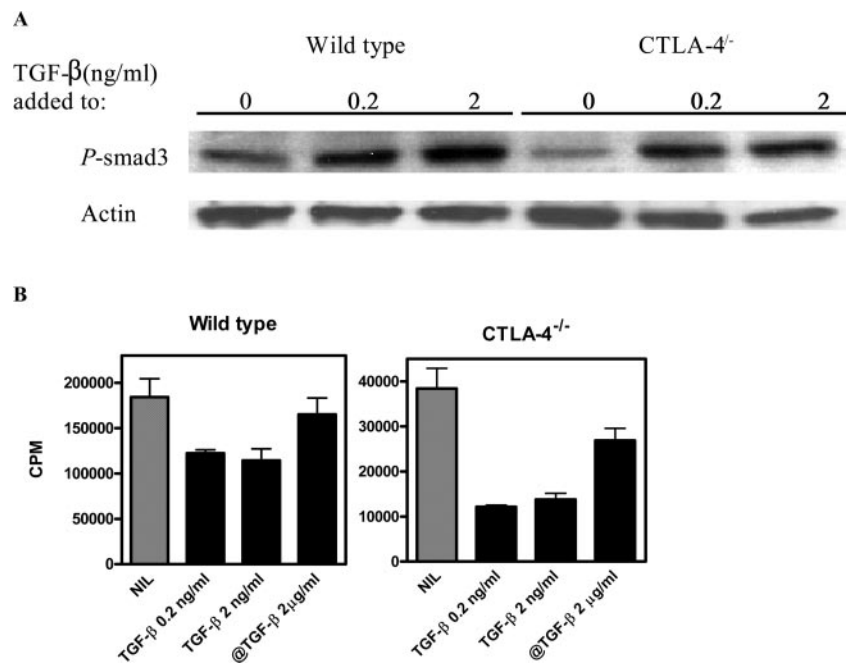 A
Wild type CTLA-4/-
TGF-β(ng/ml)
added to:
0 0.2 2 0 0.2 2
P-smad3
Actin
B
Wild type
CTLA-4-/-
CPM
200000
150000
100000
50000
0
NIL
TGF-β 0.2 ng/ml
TGF-β 2 ng/ml
@TGF-β 2µg/ml
40000
30000
20000
10000
0
NIL
TGF-β 0.2 ng/ml
TGF-β 2 ng/ml
@TGF-β 2 µg/ml